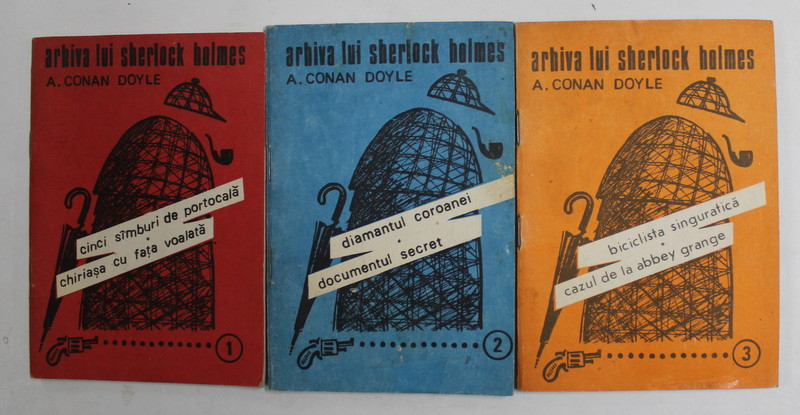 arhiva lui sherlock holmes
A. CONAN DOYLE
cinci sîmburi de portocală
chiriașa cu fața voalată
1
arhiva lui sherlock holmes
A. CONAN DOYLE
diamantul coroanei
documentul secret
2
arhiva lui sherlock holmes
A. CONAN DOYLE
biciclista singuratică
cazul de la abbey grange
3